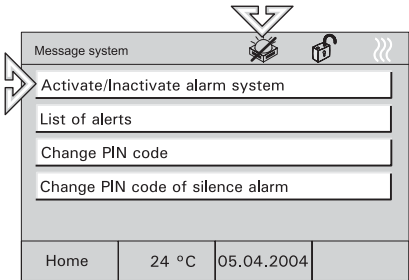 Message system
Activate/Inactivate alarm system
List of alerts
Change PIN code
Change PIN code of silence alarm
Home 24 °C 05.04.2004